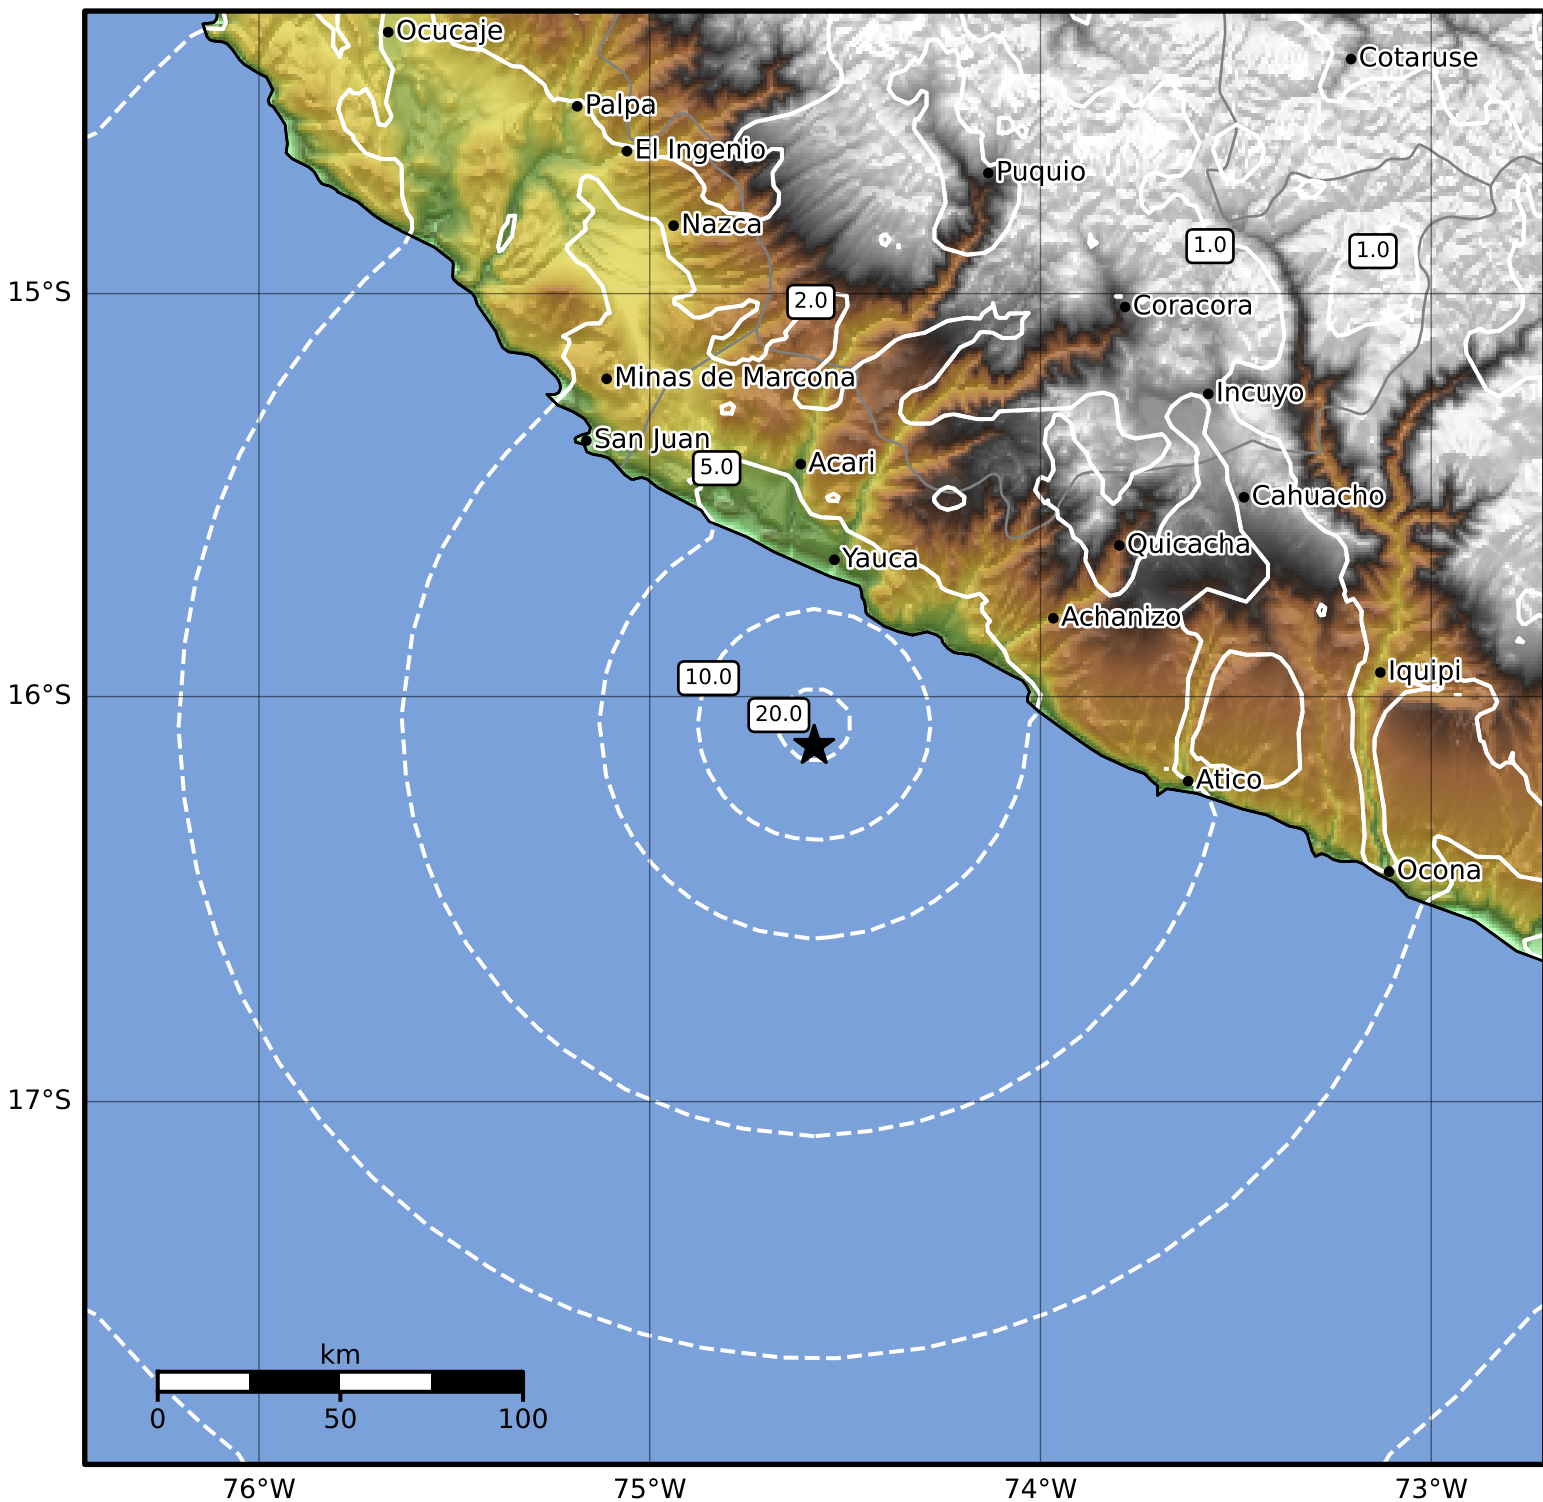 Ocucaje
Cotaruse
Palpa
El Ingenio
Puquio
Nazca
1.0
1.0
15°S
2.0
Coracora
Minas de Marcona
Incuyo
San Juan
5.0
Acari
Cahuacho
Quicacha
Yauca
Achanizo
10.0
Iquipi
16°S
20.0
Atico
Ocona
17°S
km
0 50 100
76°W 75°W 74°W 73°W